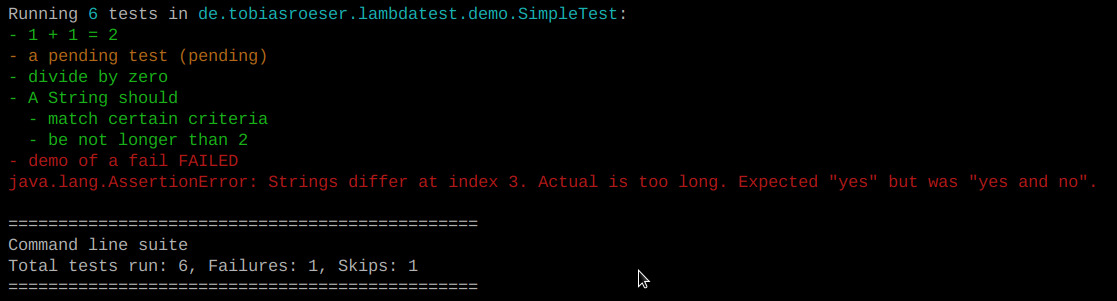 Running 6 tests in de.tobiasroeser.lambdatest.demo.SimpleTest:
- 1 + 1 = 2
- a pending test (pending)
- divide by zero
- A String should
  - match certain criteria
  - be not longer than 2
- demo of a fail FAILED
java.lang.AssertionError: Strings differ at index 3. Actual is too long. Expected "yes" but was "yes and no".

===============================================
Command line suite
Total tests run: 6, Failures: 1, Skips: 1
===============================================